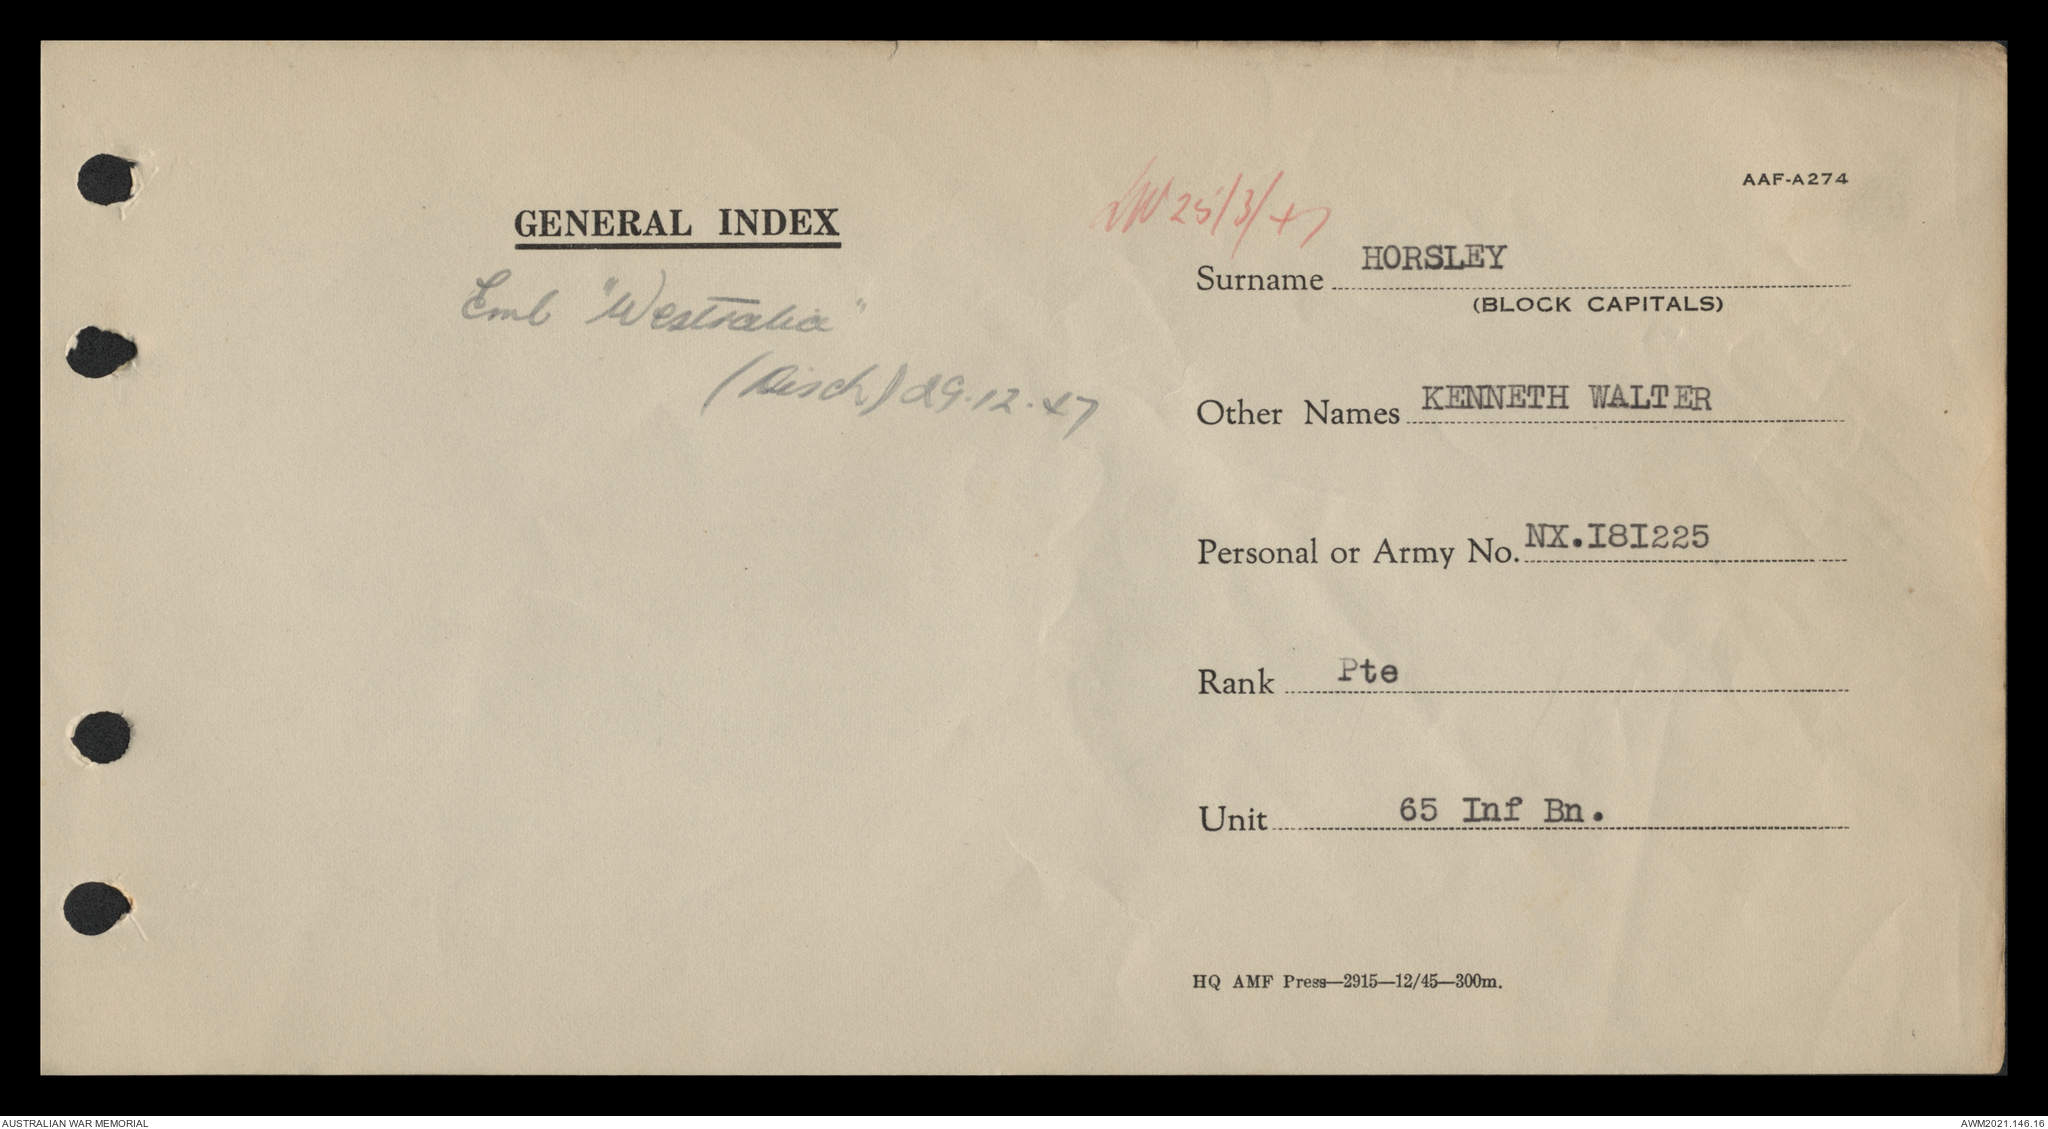 AAF-A274
GENERAL INDEX
25/3/47
Surname HORSLEY
(BLOCK CAPITALS)
Emb "Westralia"
(Disch) 29.12.47
Other Names KENNETH WALTER
Personal or Army No. NX.I8I225
Rank Pte
Unit 65 Inf Bn.
HQ AMF Press—2915—12/45—300m.
AUSTRALIAN WAR MEMORIAL
AWM2021.146.16